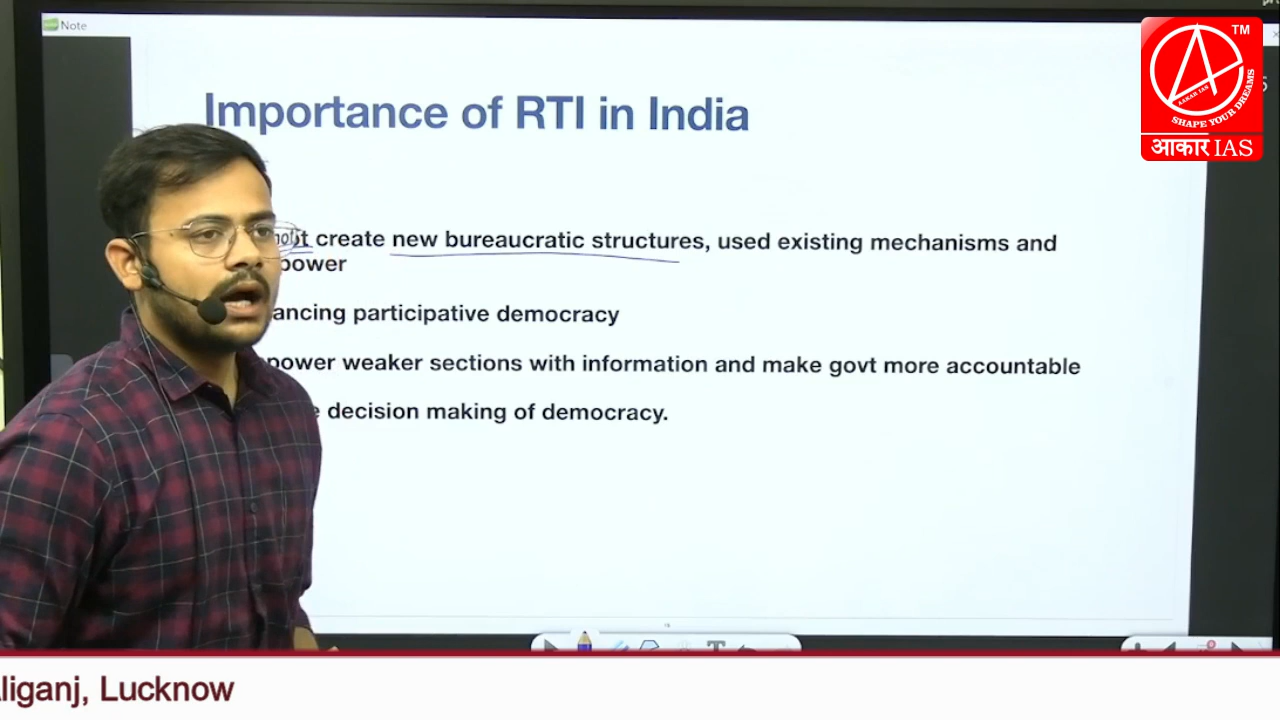 Note
TM
AAKAR IAS
SHAPE YOUR DREAMS
आकार IAS
Importance of RTI in India
create new bureaucratic structures, used existing mechanisms and
power
ancing participative democracy
power weaker sections with information and make govt more accountable
decision making of democracy.
liganj, Lucknow